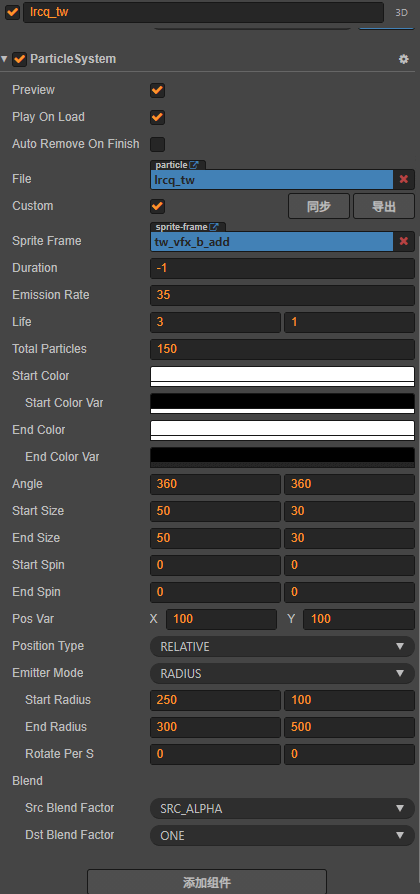 lrcq_tw 3D
ParticleSystem
Preview
Play On Load
Auto Remove On Finish
particle
File lrcq_tw
Custom 同步 导出
sprite-frame
Sprite Frame tw_vfx_b_add
Duration -1
Emission Rate 35
Life 3 1
Total Particles 150
Start Color
Start Color Var
End Color
End Color Var
Angle 360 360
Start Size 50 30
End Size 50 30
Start Spin 0 0
End Spin 0 0
Pos Var X 100 Y 100
Position Type RELATIVE
Emitter Mode RADIUS
Start Radius 250 100
End Radius 300 500
Rotate Per S 0 0
Blend
Src Blend Factor SRC_ALPHA
Dst Blend Factor ONE
添加组件